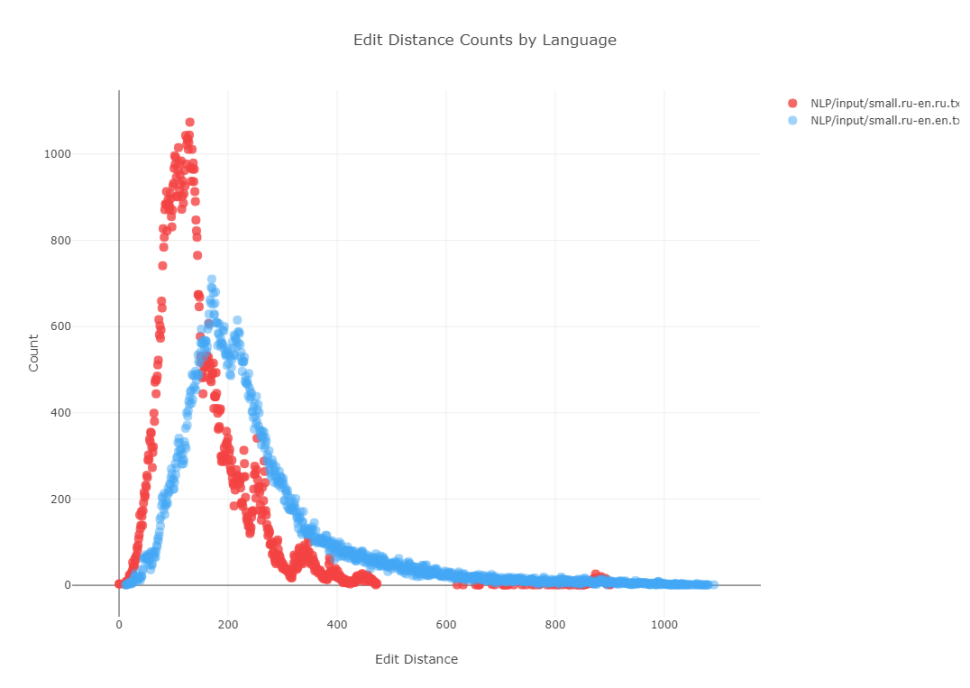 Edit Distance Counts by Language
NLP/input/small.ru-en.ru.tx
NLP/input/small.ru-en.en.tx
1000
800
600
400
200
0
Count
0 200 400 600 800 1000
Edit Distance